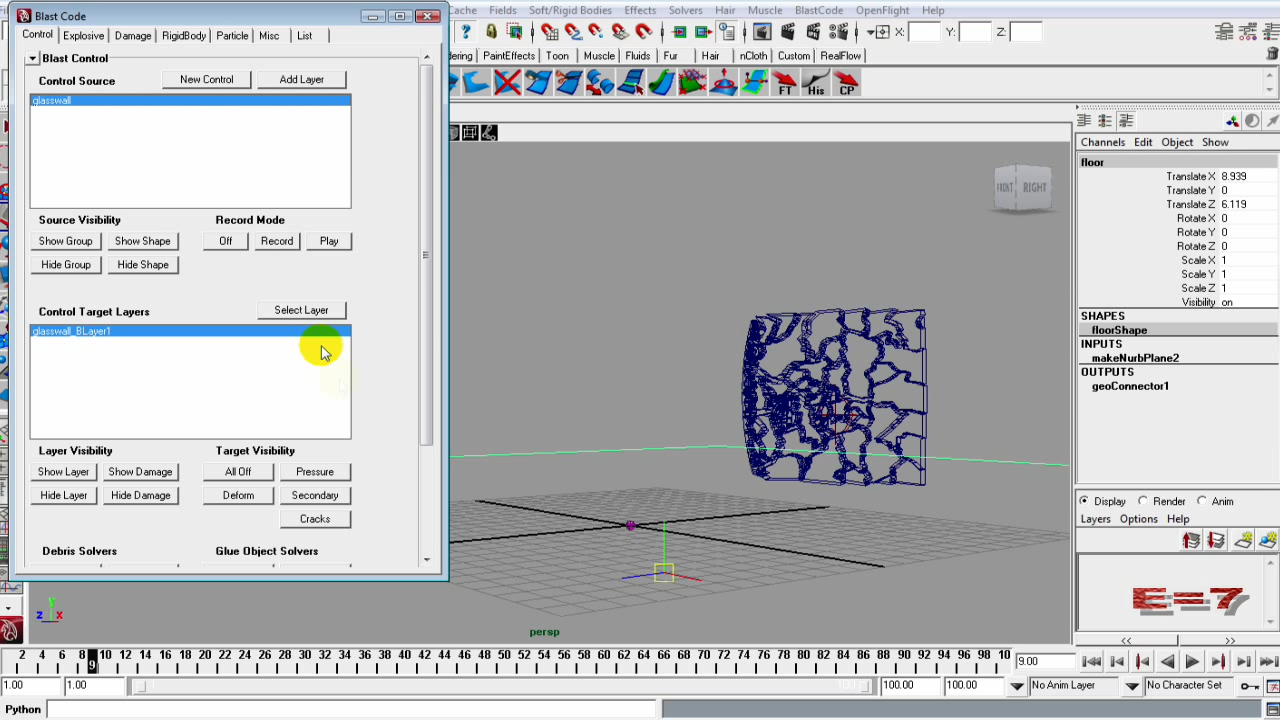 Blast Code
Cache Fields Soft/Rigid Bodies Effects Solvers Hair Muscle BlastCode OpenFlight Help
Control Explosive Damage RigidBody Particle Misc List
? X: Y: Z:
PaintEffects Toon Muscle Fluids Fur Hair nCloth Custom RealFlow
FT His CP
Blast Control
Control Source New Control Add Layer
glasswall
Source Visibility Record Mode
Show Group Show Shape Off Record Play
Hide Group Hide Shape
Control Target Layers Select Layer
glasswall_BLayer1
Layer Visibility Target Visibility
Show Layer Show Damage All Off Pressure
Hide Layer Hide Damage Deform Secondary
Cracks
Debris Solvers Glue Object Solvers
FRONT RIGHT
persp
y
z x
Channels Edit Object Show
floor
Translate X 8.939
Translate Y 0
Translate Z 6.119
Rotate X 0
Rotate Y 0
Rotate Z 0
Scale X 1
Scale Y 1
Scale Z 1
Visibility on
SHAPES
floorShape
INPUTS
makeNurbPlane2
OUTPUTS
geoConnector1
Display Render Anim
Layers Options Help
E=7
<< >>
2 4 6 8 9 10 12 14 16 18 20 22 24 26 28 30 32 34 36 38 40 42 44 46 48 50 52 54 56 58 60 62 64 66 68 70 72 74 76 78 80 82 84 86 88 90 92 94 96 98 10 9.00
1.00 1.00 100 100.00 100.00 No Anim Layer No Character Set
Python